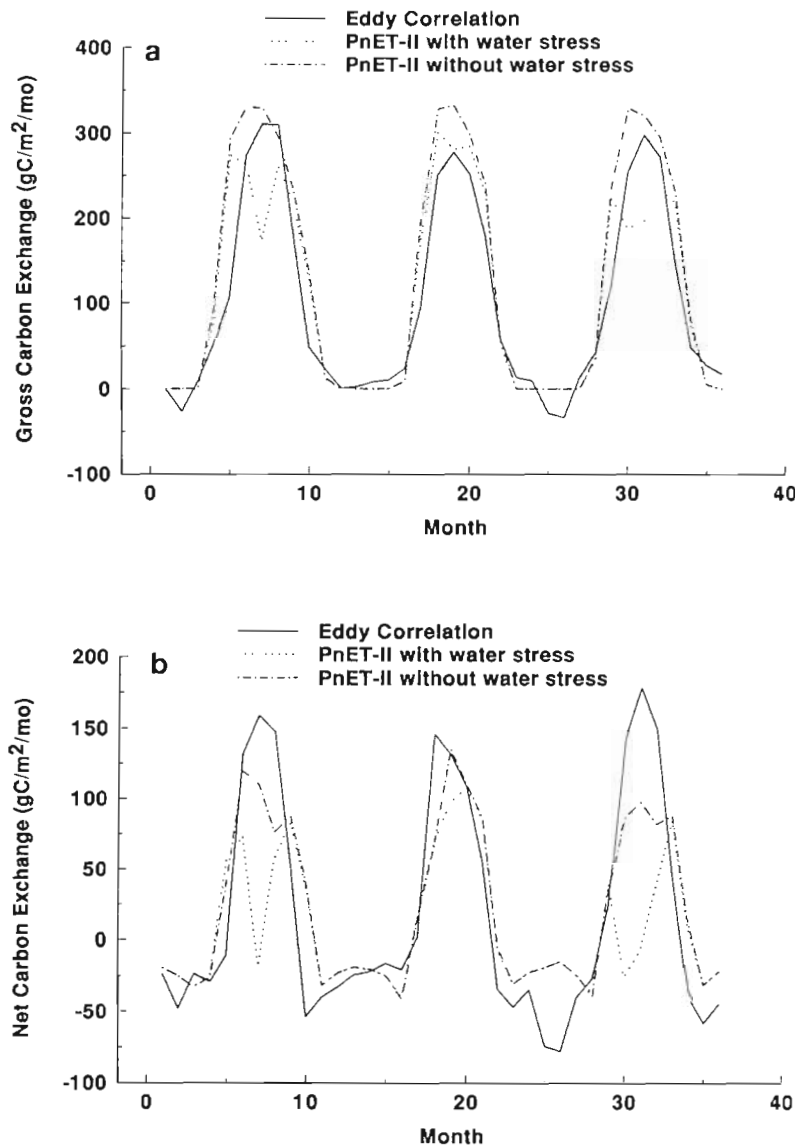 Eddy Correlation
PnET-II with water stress
PnET-II without water stress
a
400
300
200
100
0
-100
Gross Carbon Exchange (gC/m²/mo)
0 10 20 30 40
Month
Eddy Correlation
PnET-II with water stress
PnET-II without water stress
b
200
150
100
50
0
-50
-100
Net Carbon Exchange (gC/m²/mo)
0 10 20 30 40
Month